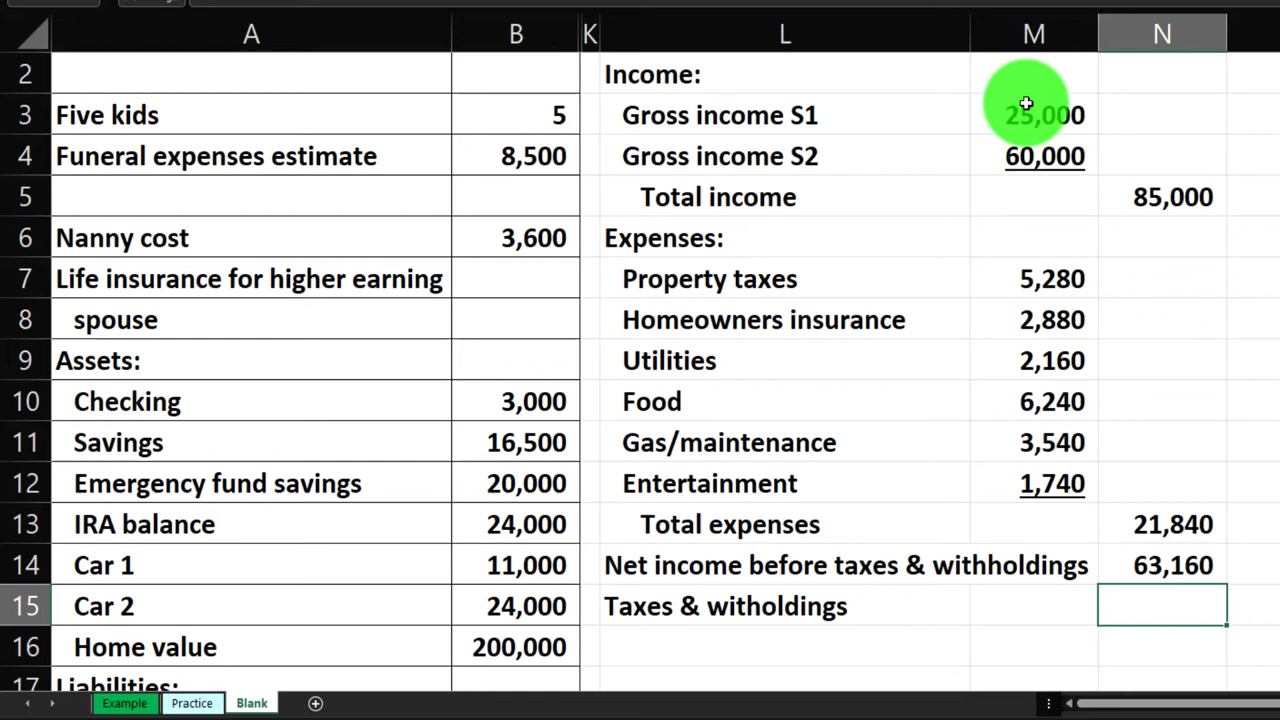 A B K L M N
2 Income:
3 Five kids 5 Gross income S1 25,000
4 Funeral expenses estimate 8,500 Gross income S2 60,000
5 Total income 85,000
6 Nanny cost 3,600 Expenses:
7 Life insurance for higher earning Property taxes 5,280
8 spouse Homeowners insurance 2,880
9 Assets: Utilities 2,160
10 Checking 3,000 Food 6,240
11 Savings 16,500 Gas/maintenance 3,540
12 Emergency fund savings 20,000 Entertainment 1,740
13 IRA balance 24,000 Total expenses 21,840
14 Car 1 11,000 Net income before taxes & withholdings 63,160
15 Car 2 24,000 Taxes & witholdings
16 Home value 200,000
17 Liabilities:
Example Practice Blank